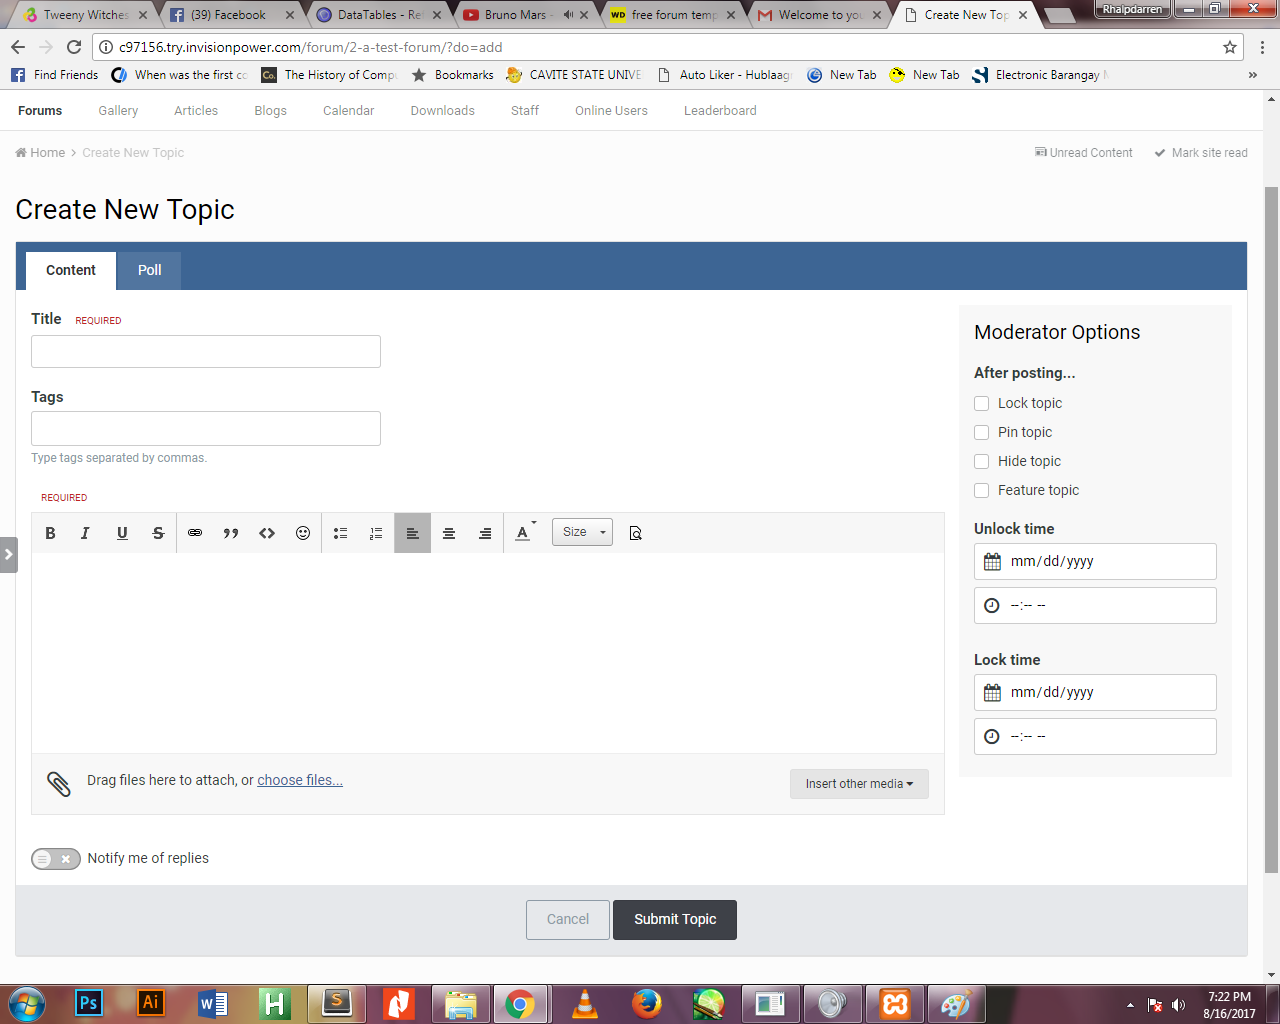 Tweeny Witches
(39) Facebook
DataTables - Rel
Bruno Mars -
free forum temp
Welcome to you
Create New Top
Rhalpdarren
c97156.try.invisionpower.com/forum/2-a-test-forum/?do=add
Find Friends
When was the first co
Co.
The History of Compu
Bookmarks
CAVITE STATE UNIVE
Auto Liker - Hublaag
New Tab
New Tab
Electronic Barangay M
»
Forums
Gallery
Articles
Blogs
Calendar
Downloads
Staff
Online Users
Leaderboard
Home > Create New Topic
Unread Content
Mark site read
Create New Topic
Content
Poll
Title REQUIRED
Tags
Type tags separated by commas.
REQUIRED
B I U S
A
Size
Drag files here to attach, or choose files...
Insert other media
Notify me of replies
Moderator Options
After posting...
Lock topic
Pin topic
Hide topic
Feature topic
Unlock time
mm/dd/yyyy
--:-- --
Lock time
mm/dd/yyyy
--:-- --
Cancel
Submit Topic
Ps
Ai
W
H
S
7:22 PM
8/16/2017